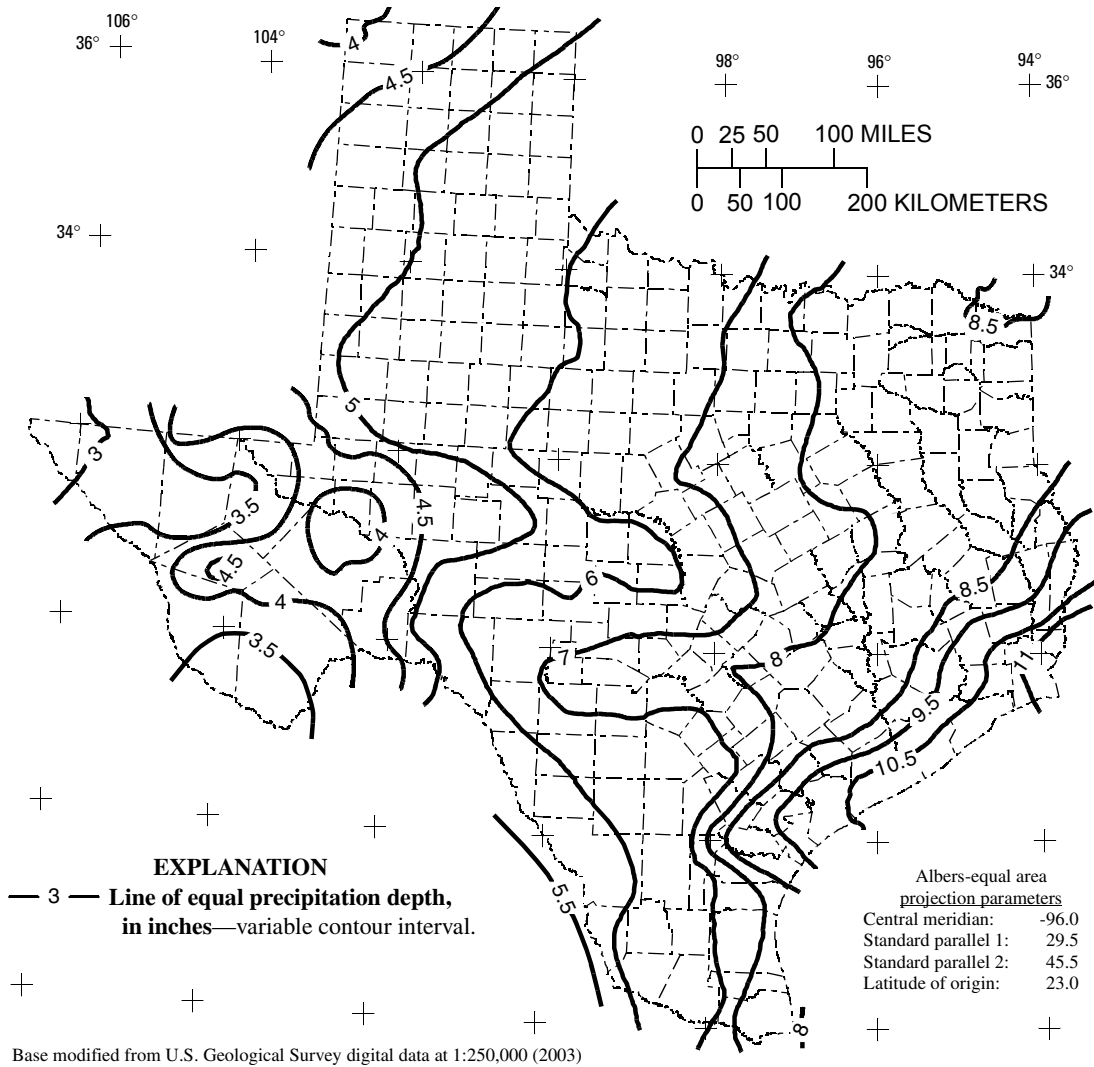 106°
36°
104°
4
4.5
98°
96°
94°
36°
0 25 50 100 MILES
0 50 100 200 KILOMETERS
34°
34°
8.5
5
3
4.5
3.5
4
4.5
6
8.5
4
3.5
7
8
11
9.5
10.5
EXPLANATION
3 Line of equal precipitation depth,
in inches—variable contour interval.
5.5
Albers-equal area
projection parameters
Central meridian: -96.0
Standard parallel 1: 29.5
Standard parallel 2: 45.5
Latitude of origin: 23.0
8
Base modified from U.S. Geological Survey digital data at 1:250,000 (2003)